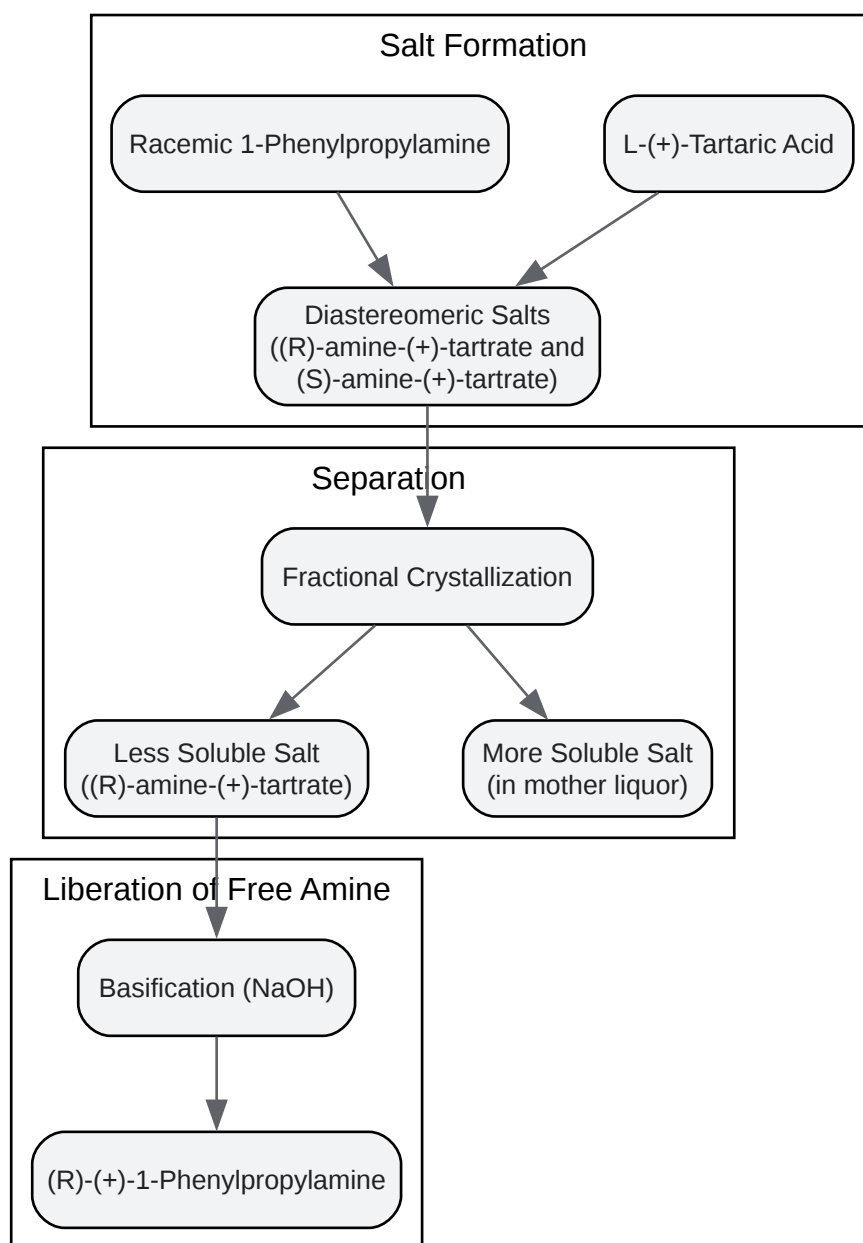 Salt Formation
Racemic 1-Phenylpropylamine
L-(+)-Tartaric Acid
Diastereomeric Salts
((R)-amine-(+)-tartrate and
(S)-amine-(+)-tartrate)
Separation
Fractional Crystallization
Less Soluble Salt
((R)-amine-(+)-tartrate)
More Soluble Salt
(in mother liquor)
Liberation of Free Amine
Basification (NaOH)
(R)-(+)-1-Phenylpropylamine